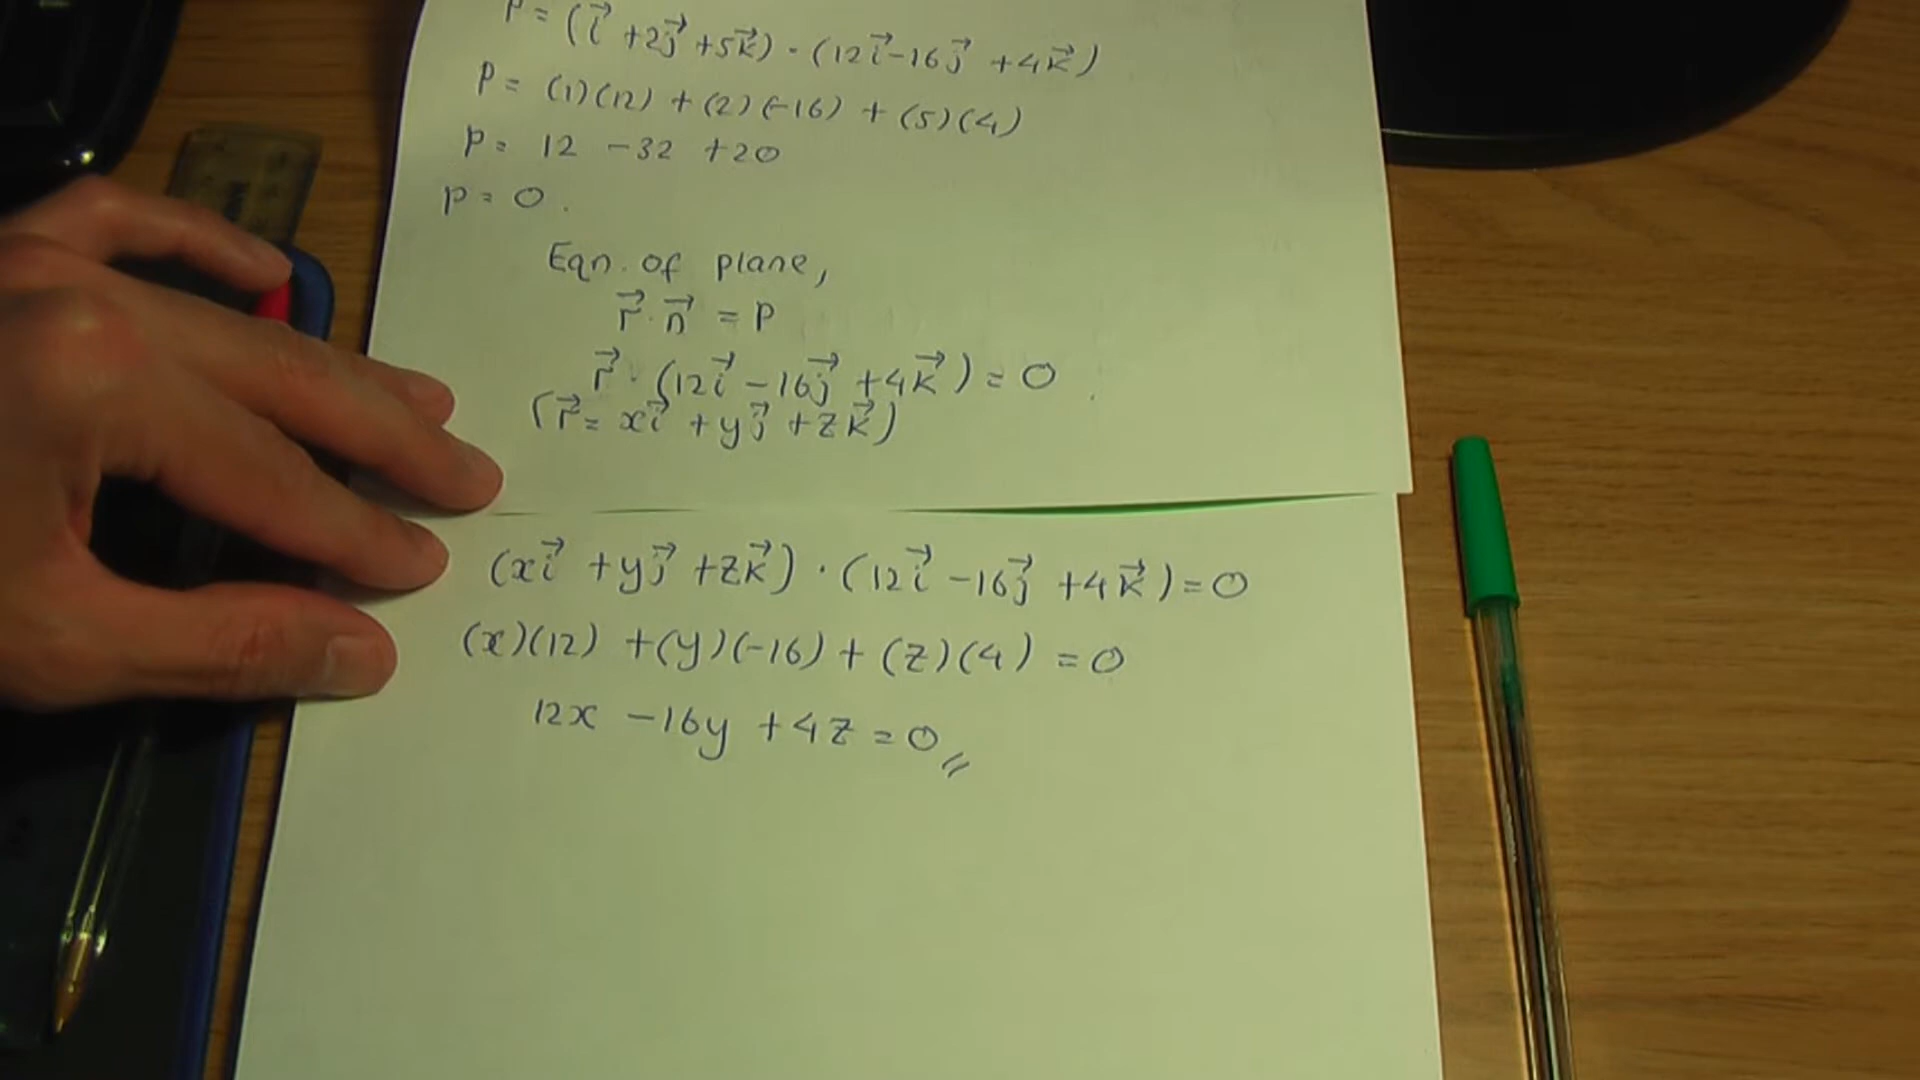 P = (i⃗ + 2j⃗ + 5k⃗) · (12i⃗ - 16j⃗ + 4k⃗)
P = (1)(12) + (2)(-16) + (5)(4)
P = 12 - 32 + 20
P = 0.
Eqn. of plane,
r⃗ · n⃗ = P
r⃗ · (12i⃗ - 16j⃗ + 4k⃗) = 0
(r⃗ = xi⃗ + yj⃗ + zk⃗)
(xi⃗ + yj⃗ + zk⃗) · (12i⃗ - 16j⃗ + 4k⃗) = 0
(x)(12) + (y)(-16) + (z)(4) = 0
12x - 16y + 4z = 0 //